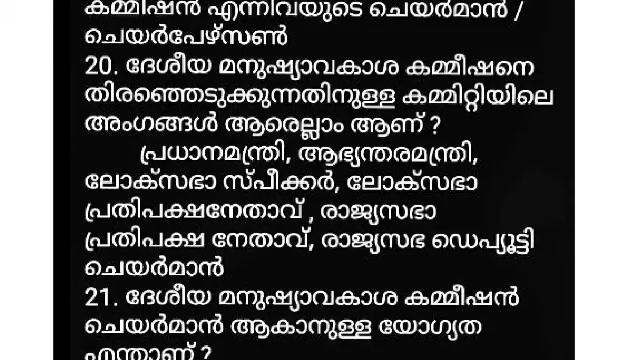 കമ്മീഷൻ എന്നിവയുടെ ചെയർമാൻ /
ചെയർപേഴ്സൺ
20. ദേശീയ മനുഷ്യാവകാശ കമ്മീഷനെ
തിരഞ്ഞെടുക്കുന്നതിനുള്ള കമ്മിറ്റിയിലെ
അംഗങ്ങൾ ആരെല്ലാം ആണ് ?
പ്രധാനമന്ത്രി, ആഭ്യന്തരമന്ത്രി,
ലോക്സഭാ സ്പീക്കർ, ലോക്സഭാ
പ്രതിപക്ഷനേതാവ് , രാജ്യസഭാ
പ്രതിപക്ഷ നേതാവ്, രാജ്യസഭ ഡെപ്യൂട്ടി
ചെയർമാൻ
21. ദേശീയ മനുഷ്യാവകാശ കമ്മീഷൻ
ചെയർമാൻ ആകാനുള്ള യോഗ്യത
എന്താണ് ?